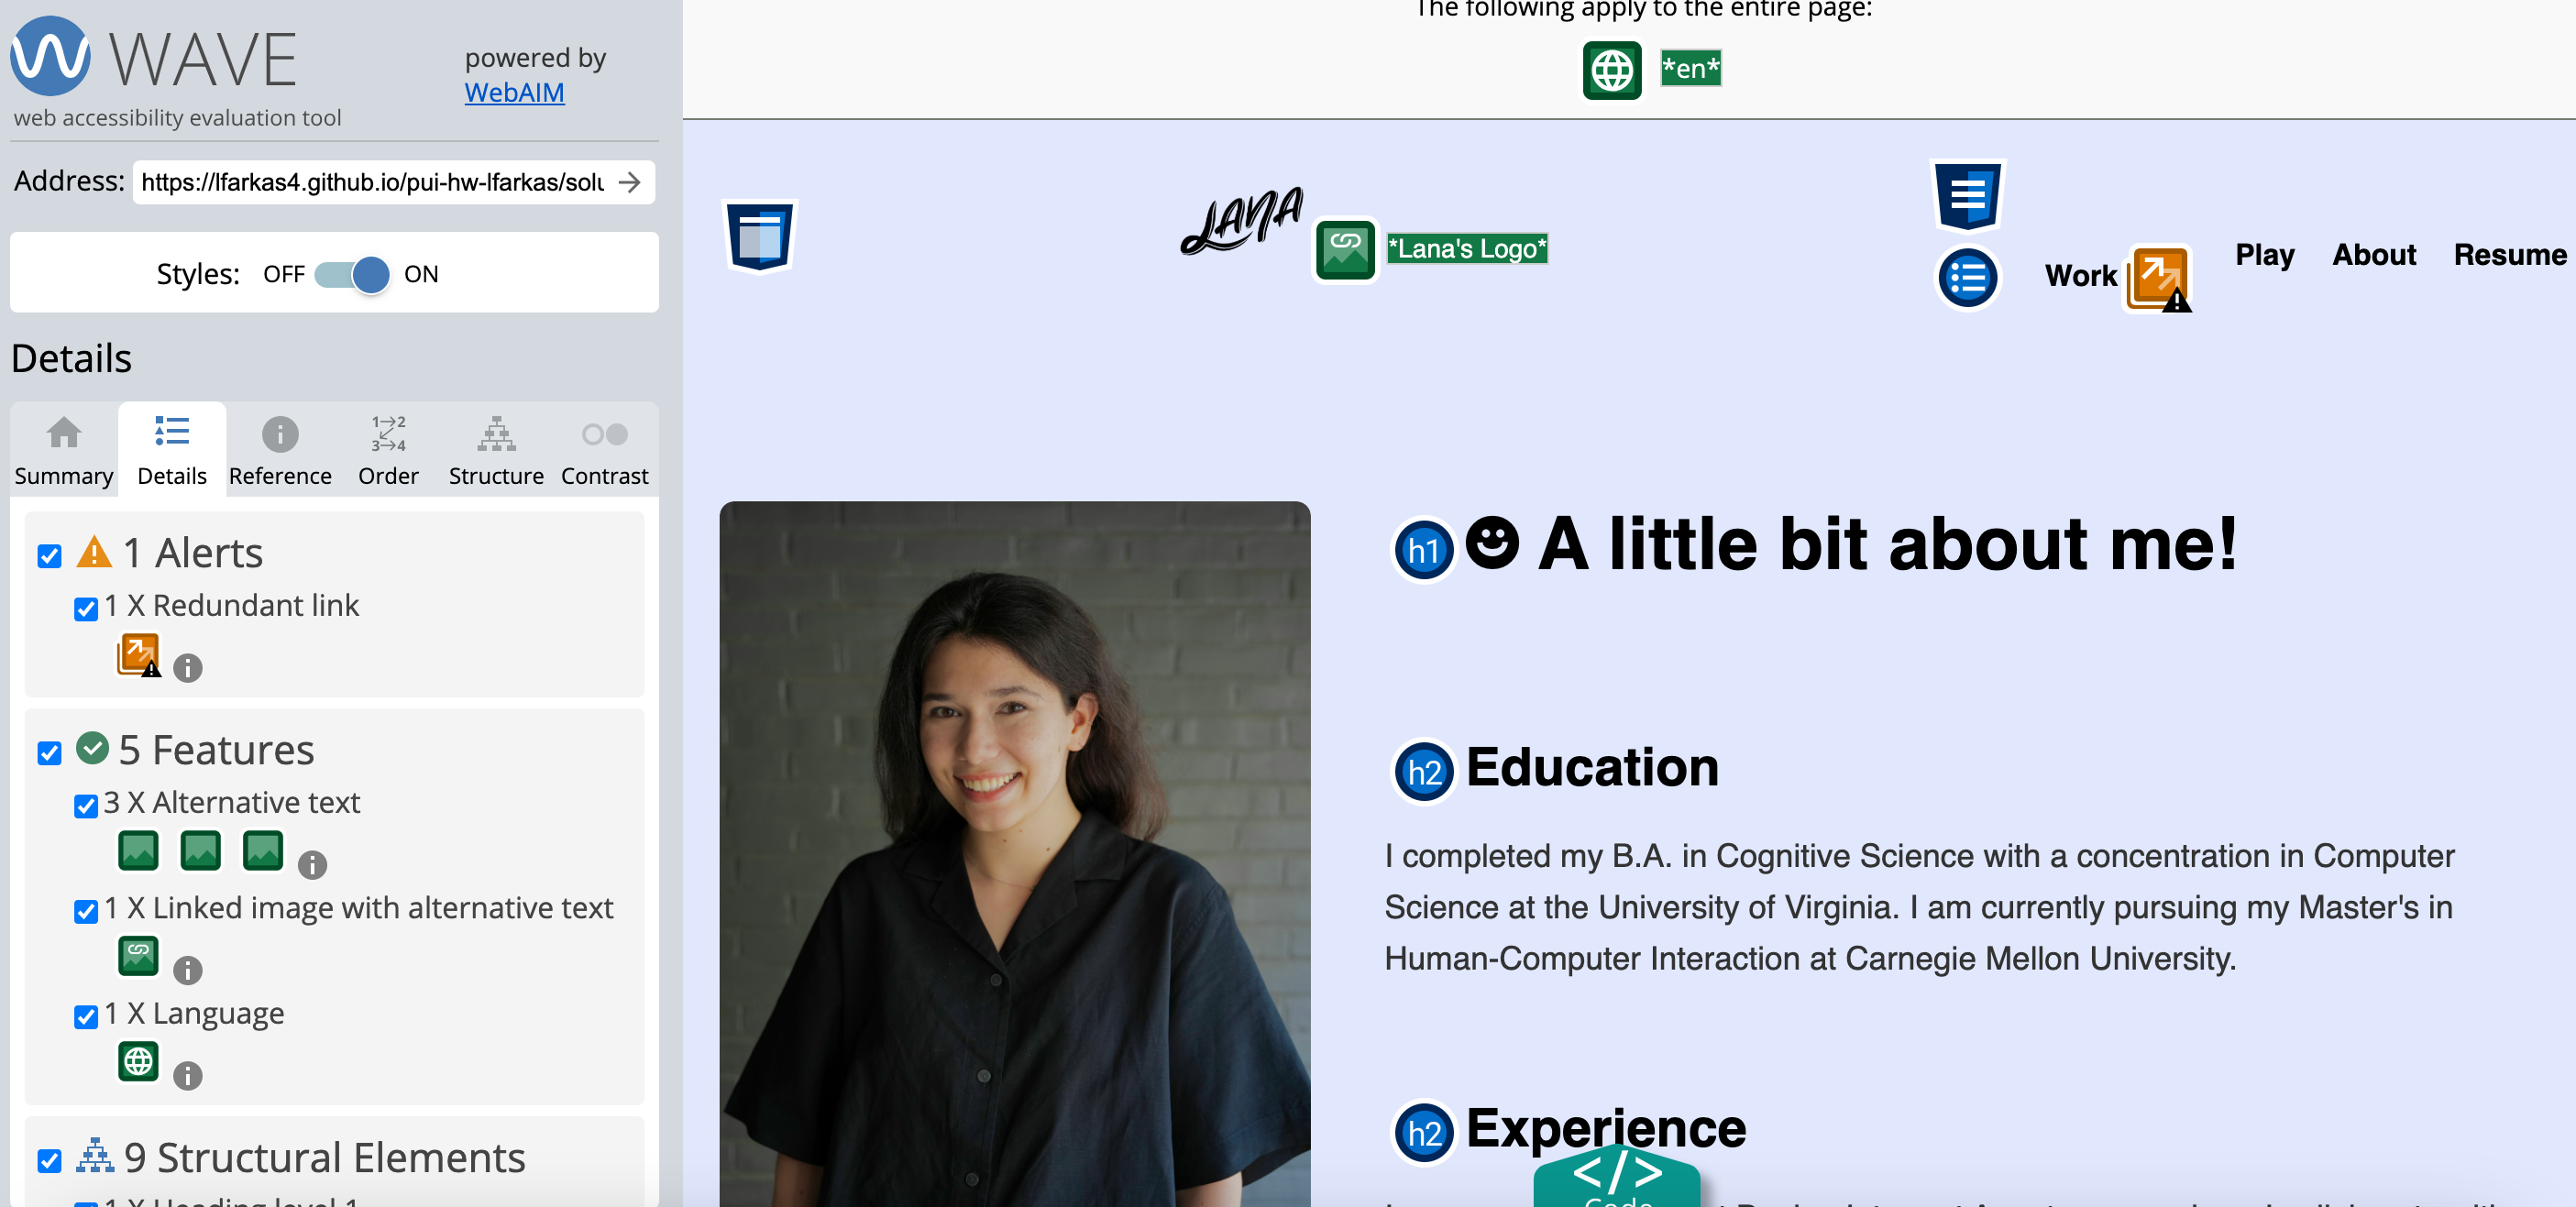 WAVE
powered by
WebAIM
web accessibility evaluation tool
Address: https://lfarkas4.github.io/pui-hw-lfarkas/solu
Styles: OFF ON
Details
1→2
3→4
Summary Details Reference Order Structure Contrast
1 Alerts
1 X Redundant link
5 Features
3 X Alternative text
1 X Linked image with alternative text
1 X Language
9 Structural Elements
1 X Heading level 1
The following apply to the entire page:
*en*
LANA
*Lana's Logo*
Work Play About Resume
h1 A little bit about me!
h2 Education
I completed my B.A. in Cognitive Science with a concentration in Computer
Science at the University of Virginia. I am currently pursuing my Master's in
Human-Computer Interaction at Carnegie Mellon University.
h2 Experience
</>
Code